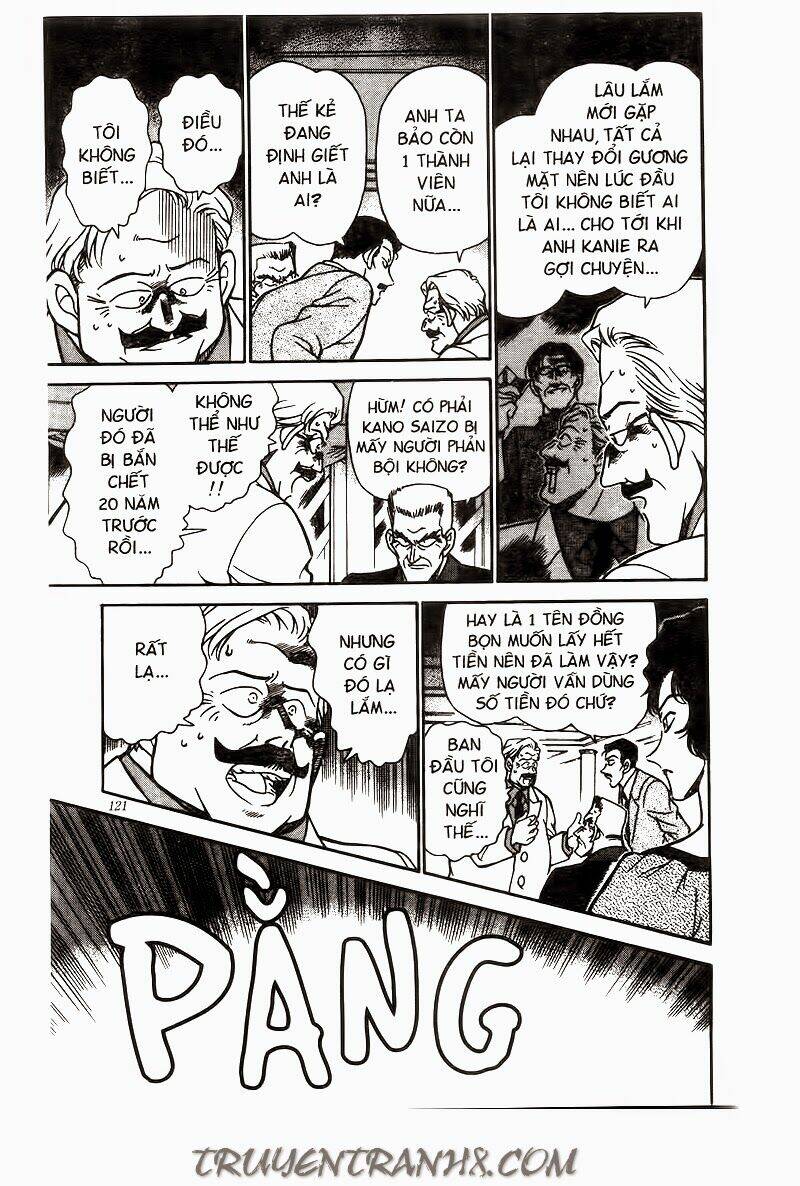 LÂU LẮM
MỚI GẶP
NHAU, TẤT CẢ
LẠI THAY ĐỔI GƯƠNG
MẶT NÊN LÚC ĐẦU
TÔI KHÔNG BIẾT AI
LÀ AI... CHO TỚI KHI
ANH KANIE RA
GỢI CHUYỆN...
ANH TA
BẢO CÒN
1 THÀNH
VIÊN
NỮA...
THẾ KẺ
ĐANG
ĐỊNH GIẾT
ANH LÀ
AI?
ĐIỀU
ĐÓ...
TÔI
KHÔNG
BIẾT...
HỪM! CÓ PHẢI
KANO SAIZO BỊ
MẤY NGƯỜI PHẢN
BỘI KHÔNG?
KHÔNG
THỂ NHƯ
THẾ
ĐƯỢC
!!
NGƯỜI
ĐÓ ĐÃ
BỊ BẮN
CHẾT
20 NĂM
TRƯỚC
RỒI...
HAY LÀ 1 TÊN ĐỒNG
BỌN MUỐN LẤY HẾT
TIỀN NÊN ĐÃ LÀM VẬY?
MẤY NGƯỜI VẪN DÙNG
SỐ TIỀN ĐÓ CHỨ?
BAN
ĐẦU TÔI
CŨNG
NGHĨ
THẾ...
NHƯNG
CÓ GÌ
ĐÓ LẠ
LẮM...
RẤT
LẠ...
121
PẰNG
TRUYENTRANH8.COM